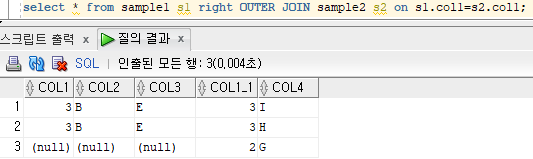 select * from sample1 s1 right OUTER JOIN sample2 s2 on s1.col1=s2.col1;
스크립트 출력 × 질의 결과 ×
SQL | 인출된 모든 행: 3(0,004초)
COL1 COL2 COL3 COL1_1 COL4
1 3 B E 3 I
2 3 B E 3 H
3 (null) (null) (null) 2 G